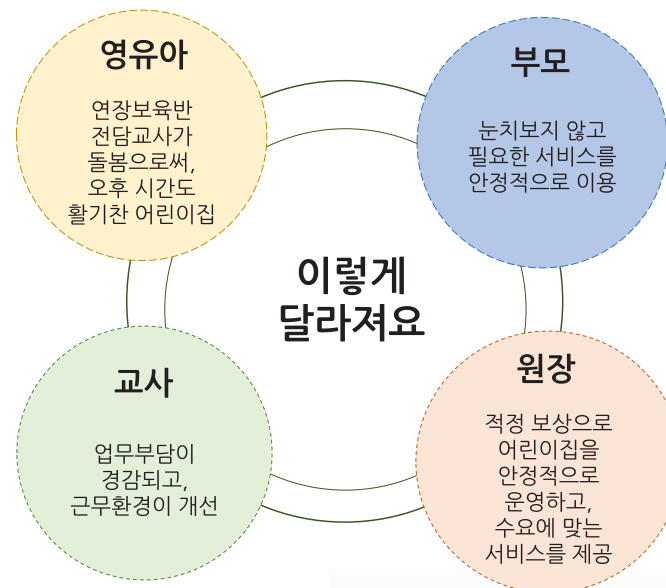 영유아
연장보육반
전담교사가
돌봄으로써,
오후 시간도
활기찬 어린이집
부모
눈치보지 않고
필요한 서비스를
안정적으로 이용
이렇게
달라져요
교사
업무부담이
경감되고,
근무환경이 개선
원장
적정 보상으로
어린이집을
안정적으로
운영하고,
수요에 맞는
서비스를 제공